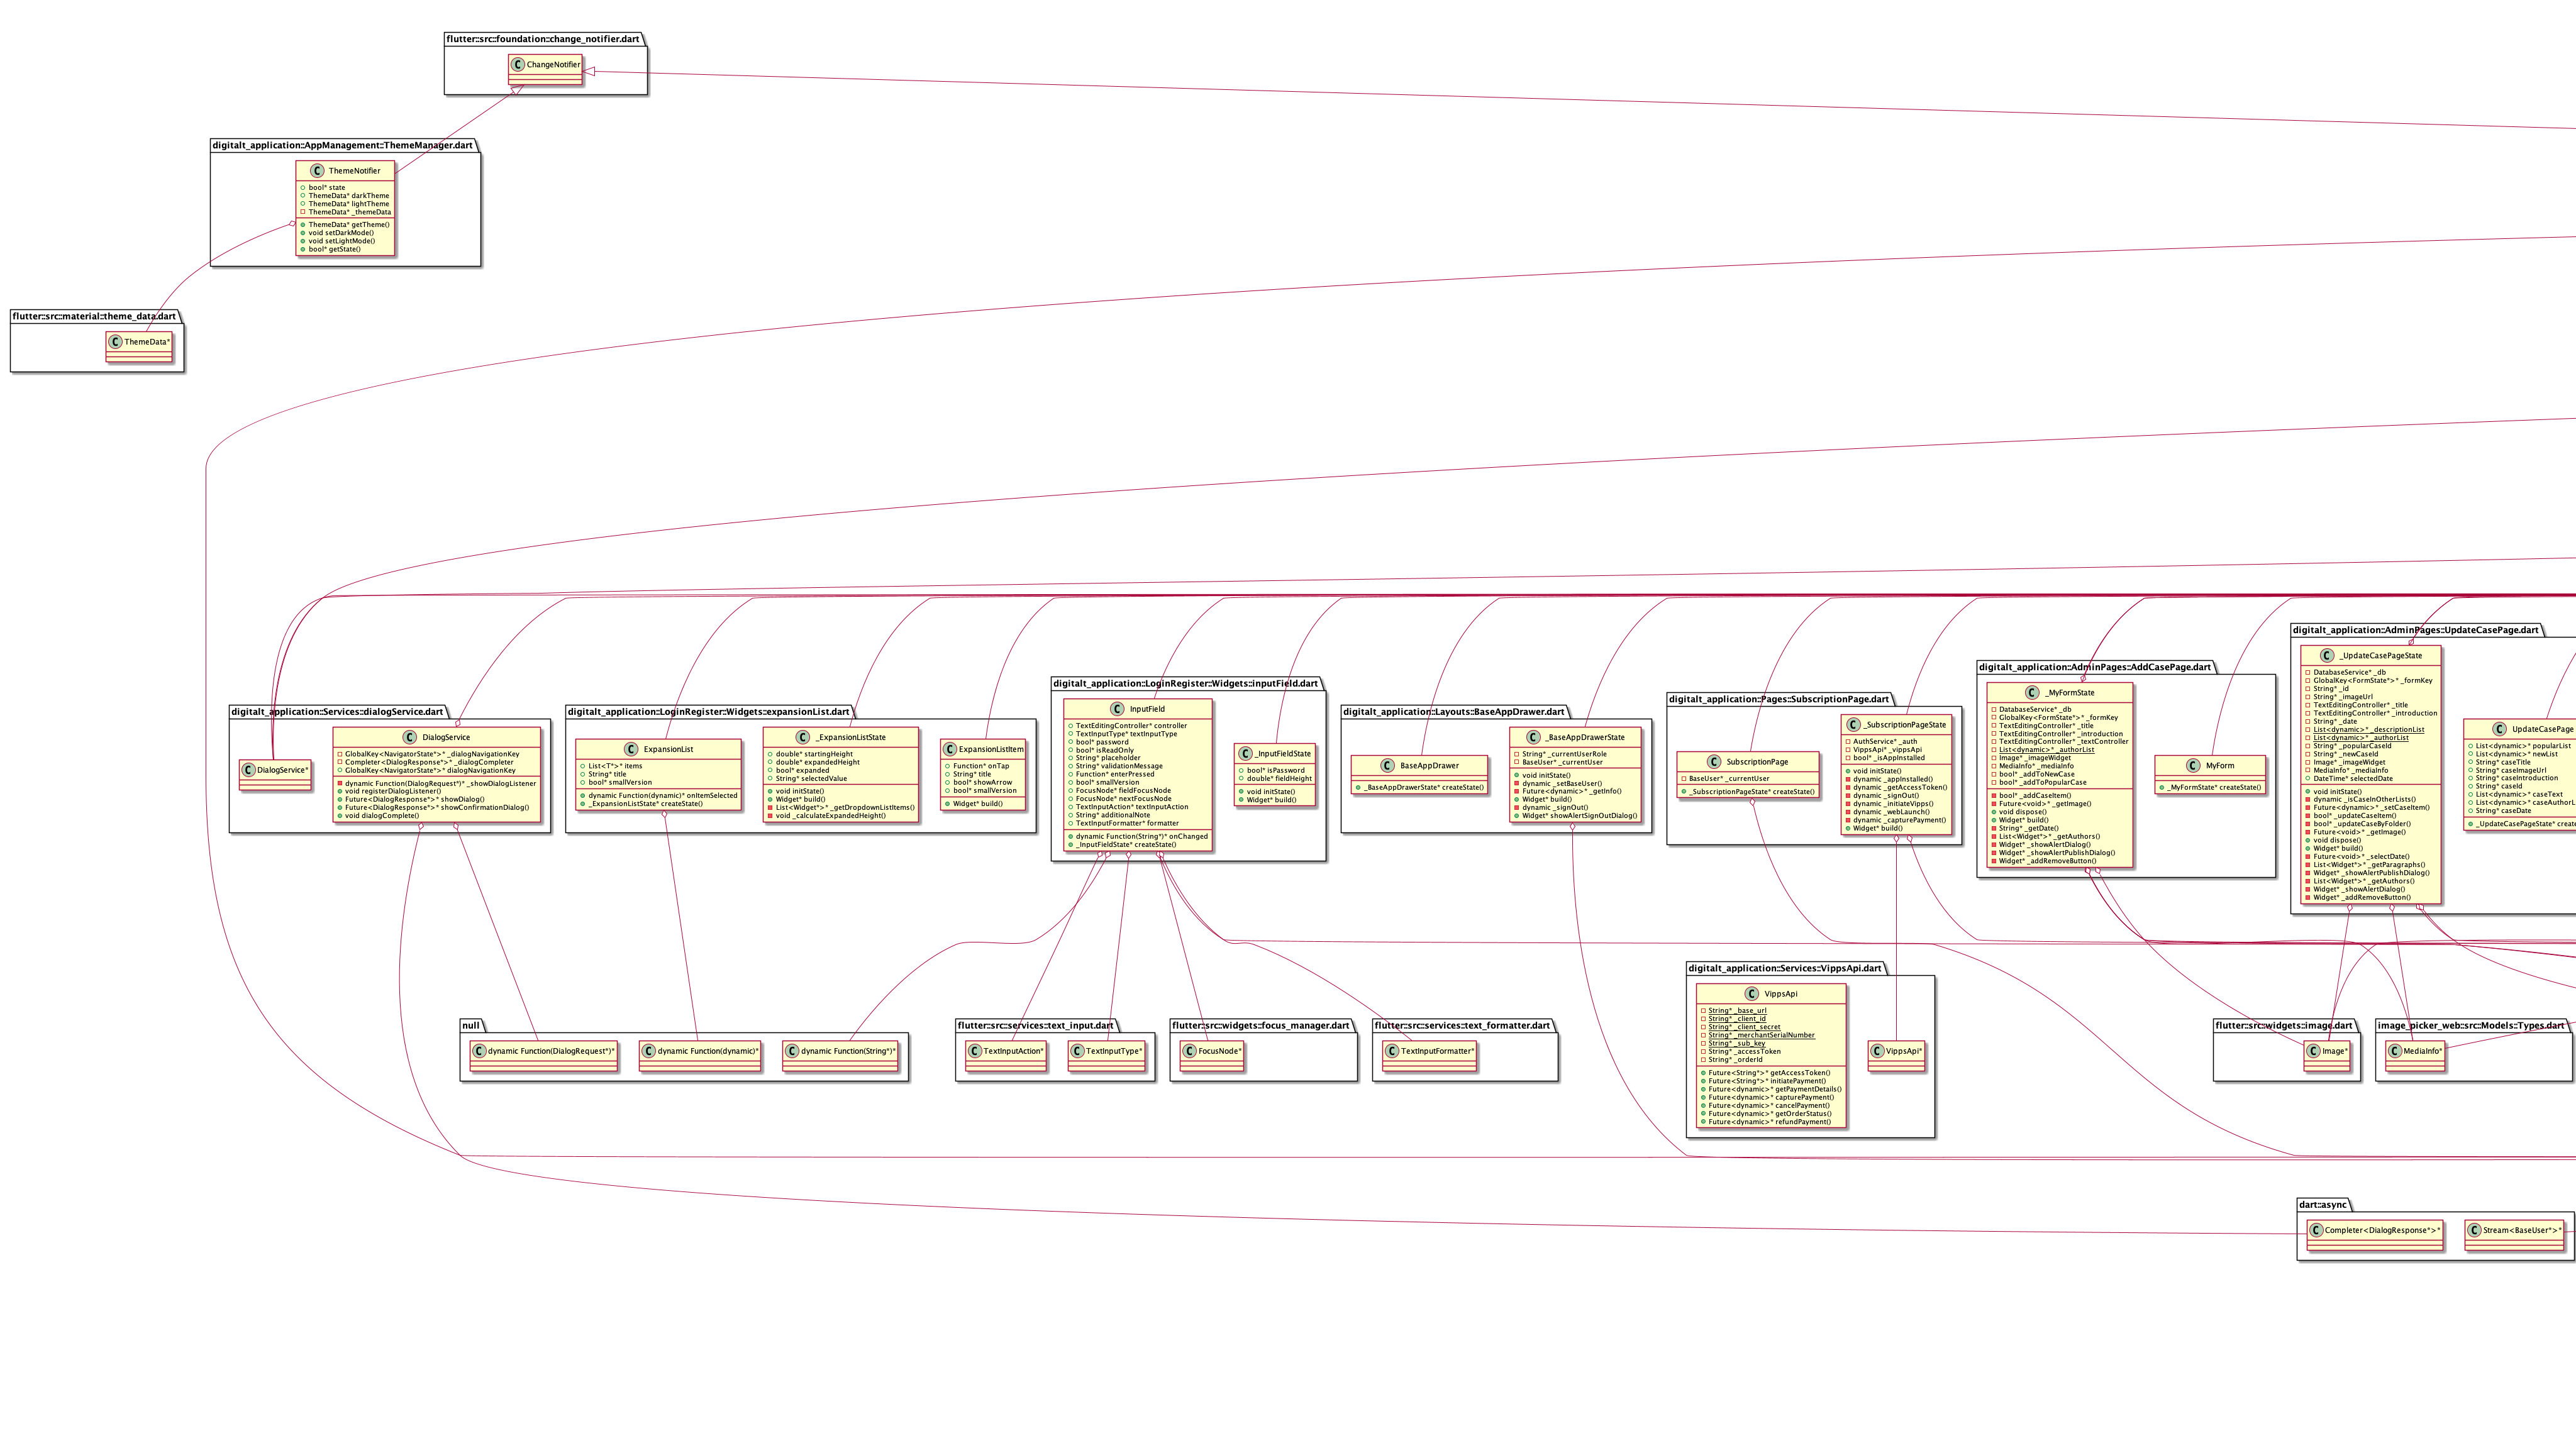 flutter::src::foundation::change_notifier.dart
ChangeNotifier
digitalt_application::AppManagement::ThemeManager.dart
ThemeNotifier
bool* state
ThemeData* darkTheme
ThemeData* lightTheme
ThemeData* _themeData
ThemeData* getTheme()
void setDarkMode()
void setLightMode()
bool* getState()
flutter::src::material::theme_data.dart
ThemeData*
digitalt_application::Services::dialogService.dart
DialogService*
DialogService
GlobalKey<NavigatorState*>* _dialogNavigationKey
Completer<DialogResponse*>* _dialogCompleter
GlobalKey<NavigatorState*>* dialogNavigationKey
dynamic Function(DialogRequest*)* _showDialogListener
void registerDialogListener()
Future<DialogResponse*>* showDialog()
Future<DialogResponse*>* showConfirmationDialog()
void dialogComplete()
digitalt_application::LoginRegister::Widgets::expansionList.dart
ExpansionList
List<T*>* items
String* title
bool* smallVersion
dynamic Function(dynamic)* onItemSelected
_ExpansionListState* createState()
_ExpansionListState
double* startingHeight
double* expandedHeight
bool* expanded
String* selectedValue
void initState()
Widget* build()
List<Widget*>* _getDropdownListItems()
void _calculateExpandedHeight()
ExpansionListItem
Function* onTap
String* title
bool* showArrow
bool* smallVersion
Widget* build()
digitalt_application::LoginRegister::Widgets::inputField.dart
InputField
TextEditingController* controller
TextInputType* textInputType
bool* password
bool* isReadOnly
String* placeholder
String* validationMessage
Function* enterPressed
bool* smallVersion
FocusNode* fieldFocusNode
FocusNode* nextFocusNode
TextInputAction* textInputAction
String* additionalNote
TextInputFormatter* formatter
dynamic Function(String*)* onChanged
_InputFieldState* createState()
_InputFieldState
bool* isPassword
double* fieldHeight
void initState()
Widget* build()
digitalt_application::Layouts::BaseAppDrawer.dart
BaseAppDrawer
_BaseAppDrawerState* createState()
_BaseAppDrawerState
String* _currentUserRole
BaseUser* _currentUser
void initState()
dynamic _setBaseUser()
Future<dynamic>* _getInfo()
Widget* build()
dynamic _signOut()
Widget* showAlertSignOutDialog()
digitalt_application::Pages::SubscriptionPage.dart
SubscriptionPage
BaseUser* _currentUser
_SubscriptionPageState* createState()
_SubscriptionPageState
AuthService* _auth
VippsApi* _vippsApi
bool* _isAppInstalled
void initState()
dynamic _appInstalled()
dynamic _getAccessToken()
dynamic _signOut()
dynamic _initiateVipps()
dynamic _webLaunch()
dynamic _capturePayment()
Widget* build()
digitalt_application::AdminPages::AddCasePage.dart
_MyFormState
DatabaseService* _db
GlobalKey<FormState*>* _formKey
TextEditingController* _title
TextEditingController* _introduction
TextEditingController* _textController
List<dynamic>* _authorList
Image* _imageWidget
MediaInfo* _mediaInfo
bool* _addToNewCase
bool* _addToPopularCase
bool* _addCaseItem()
Future<void>* _getImage()
void dispose()
Widget* build()
String* _getDate()
List<Widget*>* _getAuthors()
Widget* _showAlertDialog()
Widget* _showAlertPublishDialog()
Widget* _addRemoveButton()
MyForm
_MyFormState* createState()
digitalt_application::AdminPages::UpdateCasePage.dart
_UpdateCasePageState
DatabaseService* _db
GlobalKey<FormState*>* _formKey
String* _id
String* _imageUrl
TextEditingController* _title
TextEditingController* _introduction
String* _date
List<dynamic>* _descriptionList
List<dynamic>* _authorList
String* _popularCaseId
String* _newCaseId
Image* _imageWidget
MediaInfo* _mediaInfo
DateTime* selectedDate
void initState()
dynamic _isCaseInOtherLists()
Future<dynamic>* _setCaseItem()
bool* _updateCaseItem()
bool* _updateCaseByFolder()
Future<void>* _getImage()
void dispose()
Widget* build()
Future<void>* _selectDate()
List<Widget*>* _getParagraphs()
Widget* _showAlertPublishDialog()
List<Widget*>* _getAuthors()
Widget* _showAlertDialog()
Widget* _addRemoveButton()
UpdateCasePage
List<dynamic>* popularList
List<dynamic>* newList
String* caseTitle
String* caseImageUrl
String* caseIntroduction
String* caseId
List<dynamic>* caseText
List<dynamic>* caseAuthorL
String* caseDate
_UpdateCasePageState* create
null
dynamic Function(DialogRequest*)*
dynamic Function(dynamic)*
dynamic Function(String*)*
flutter::src::services::text_input.dart
TextInputAction*
TextInputType*
flutter::src::widgets::focus_manager.dart
FocusNode*
flutter::src::services::text_formatter.dart
TextInputFormatter*
digitalt_application::Services::VippsApi.dart
VippsApi
String* _base_url
String* _client_id
String* _client_secret
String* _merchantSerialNumber
String* _sub_key
String* _accessToken
String* _orderId
Future<String*>* getAccessToken()
Future<String*>* initiatePayment()
Future<dynamic>* getPaymentDetails()
Future<dynamic>* capturePayment()
Future<dynamic>* cancelPayment()
Future<dynamic>* getOrderStatus()
Future<dynamic>* refundPayment()
VippsApi*
flutter::src::widgets::image.dart
Image*
image_picker_web::src::Models::Types.dart
MediaInfo*
dart::async
Completer<DialogResponse*>*
Stream<BaseUser*>*